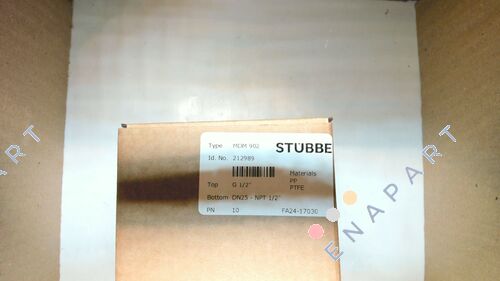 Type MDM 902 STUBBE
Id. No. 212989
Materials
PP
Top G 1/2" PTFE
Bottom DN25 - NPT 1/2"
PN 10 FA24-17030
ENAPART
ENAPART